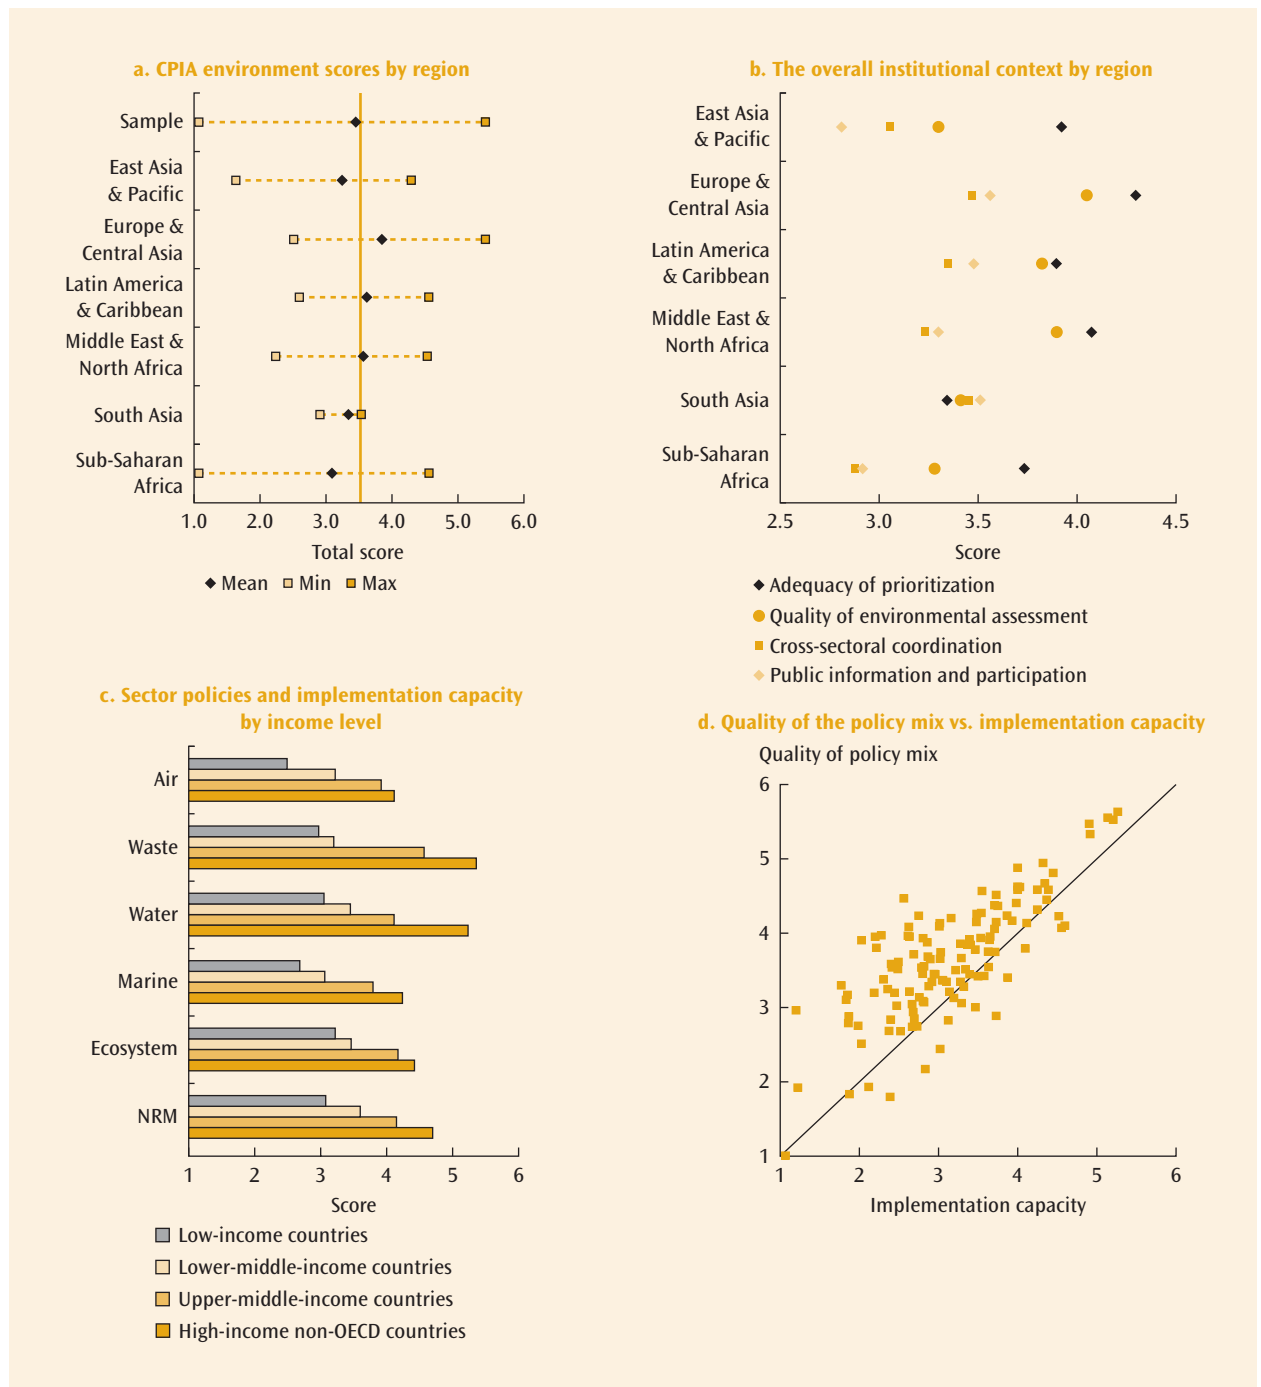 a. CPIA environment scores by region
Sample
East Asia
& Pacific
Europe &
Central Asia
Latin America
& Caribbean
Middle East &
North Africa
South Asia
Sub-Saharan
Africa
1.0 2.0 3.0 4.0 5.0 6.0
Total score
Mean Min Max
b. The overall institutional context by region
East Asia
& Pacific
Europe &
Central Asia
Latin America
& Caribbean
Middle East &
North Africa
South Asia
Sub-Saharan
Africa
2.5 3.0 3.5 4.0 4.5
Score
Adequacy of prioritization
Quality of environmental assessment
Cross-sectoral coordination
Public information and participation
c. Sector policies and implementation capacity
by income level
Air
Waste
Water
Marine
Ecosystem
NRM
1 2 3 4 5 6
Score
Low-income countries
Lower-middle-income countries
Upper-middle-income countries
High-income non-OECD countries
d. Quality of the policy mix vs. implementation capacity
Quality of policy mix
6
5
4
3
2
1
1 2 3 4 5 6
Implementation capacity